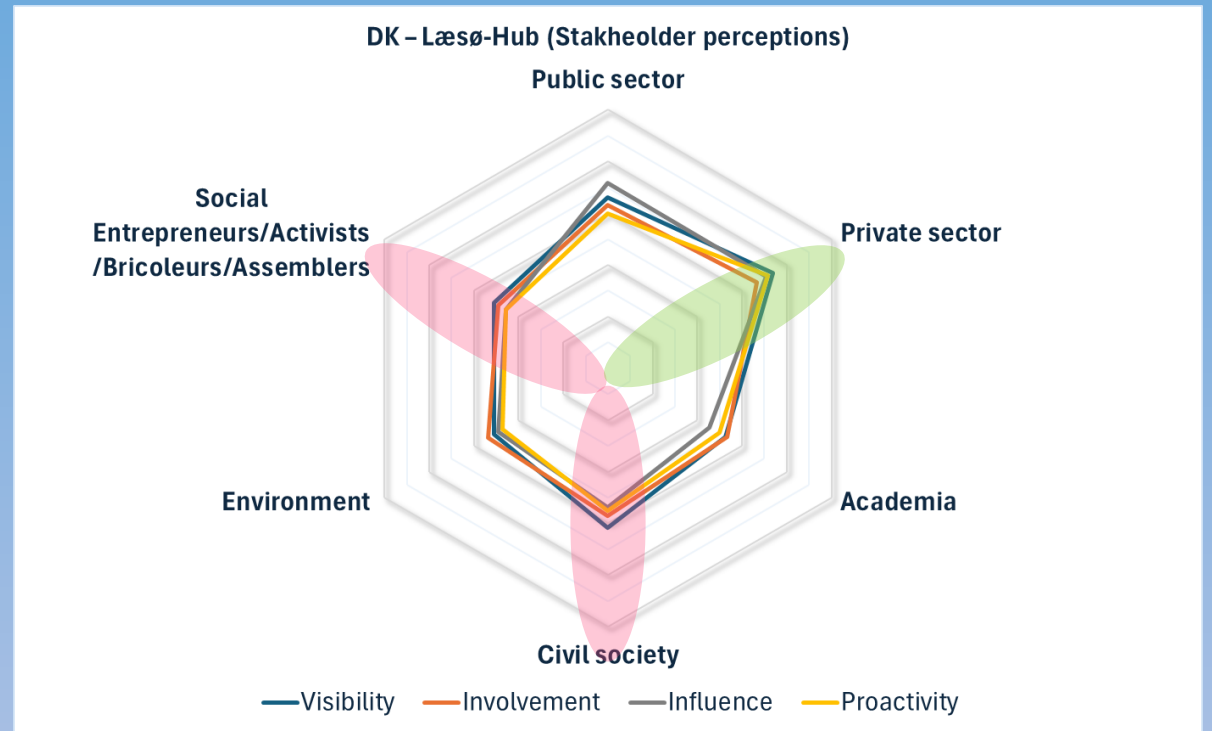 DK – Læsø-Hub (Stakheolder perceptions)
Public sector
Social
Entrepreneurs/Activists
/Bricoleurs/Assemblers
Private sector
Environment
Academia
Civil society
Visibility
Involvement
Influence
Proactivity